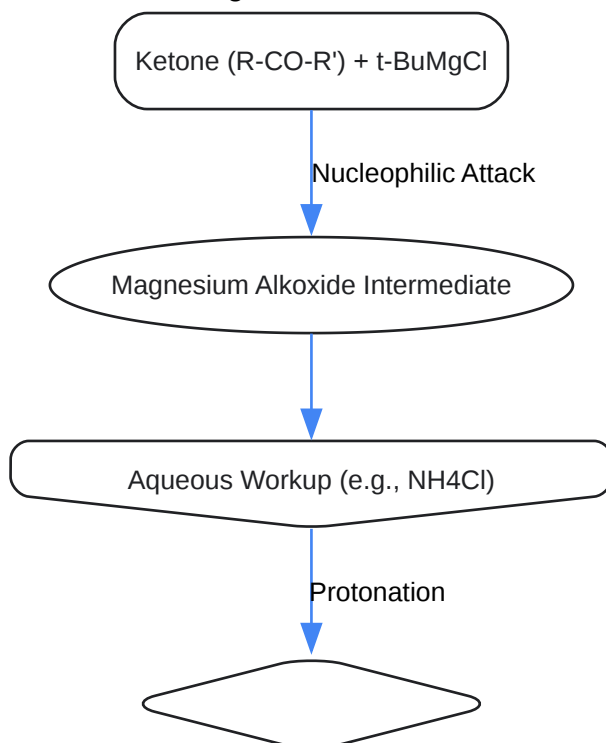 Ketone (R-CO-R') + t-BuMgCl
Nucleophilic Attack
Magnesium Alkoxide Intermediate
Aqueous Workup (e.g., NH4Cl)
Protonation